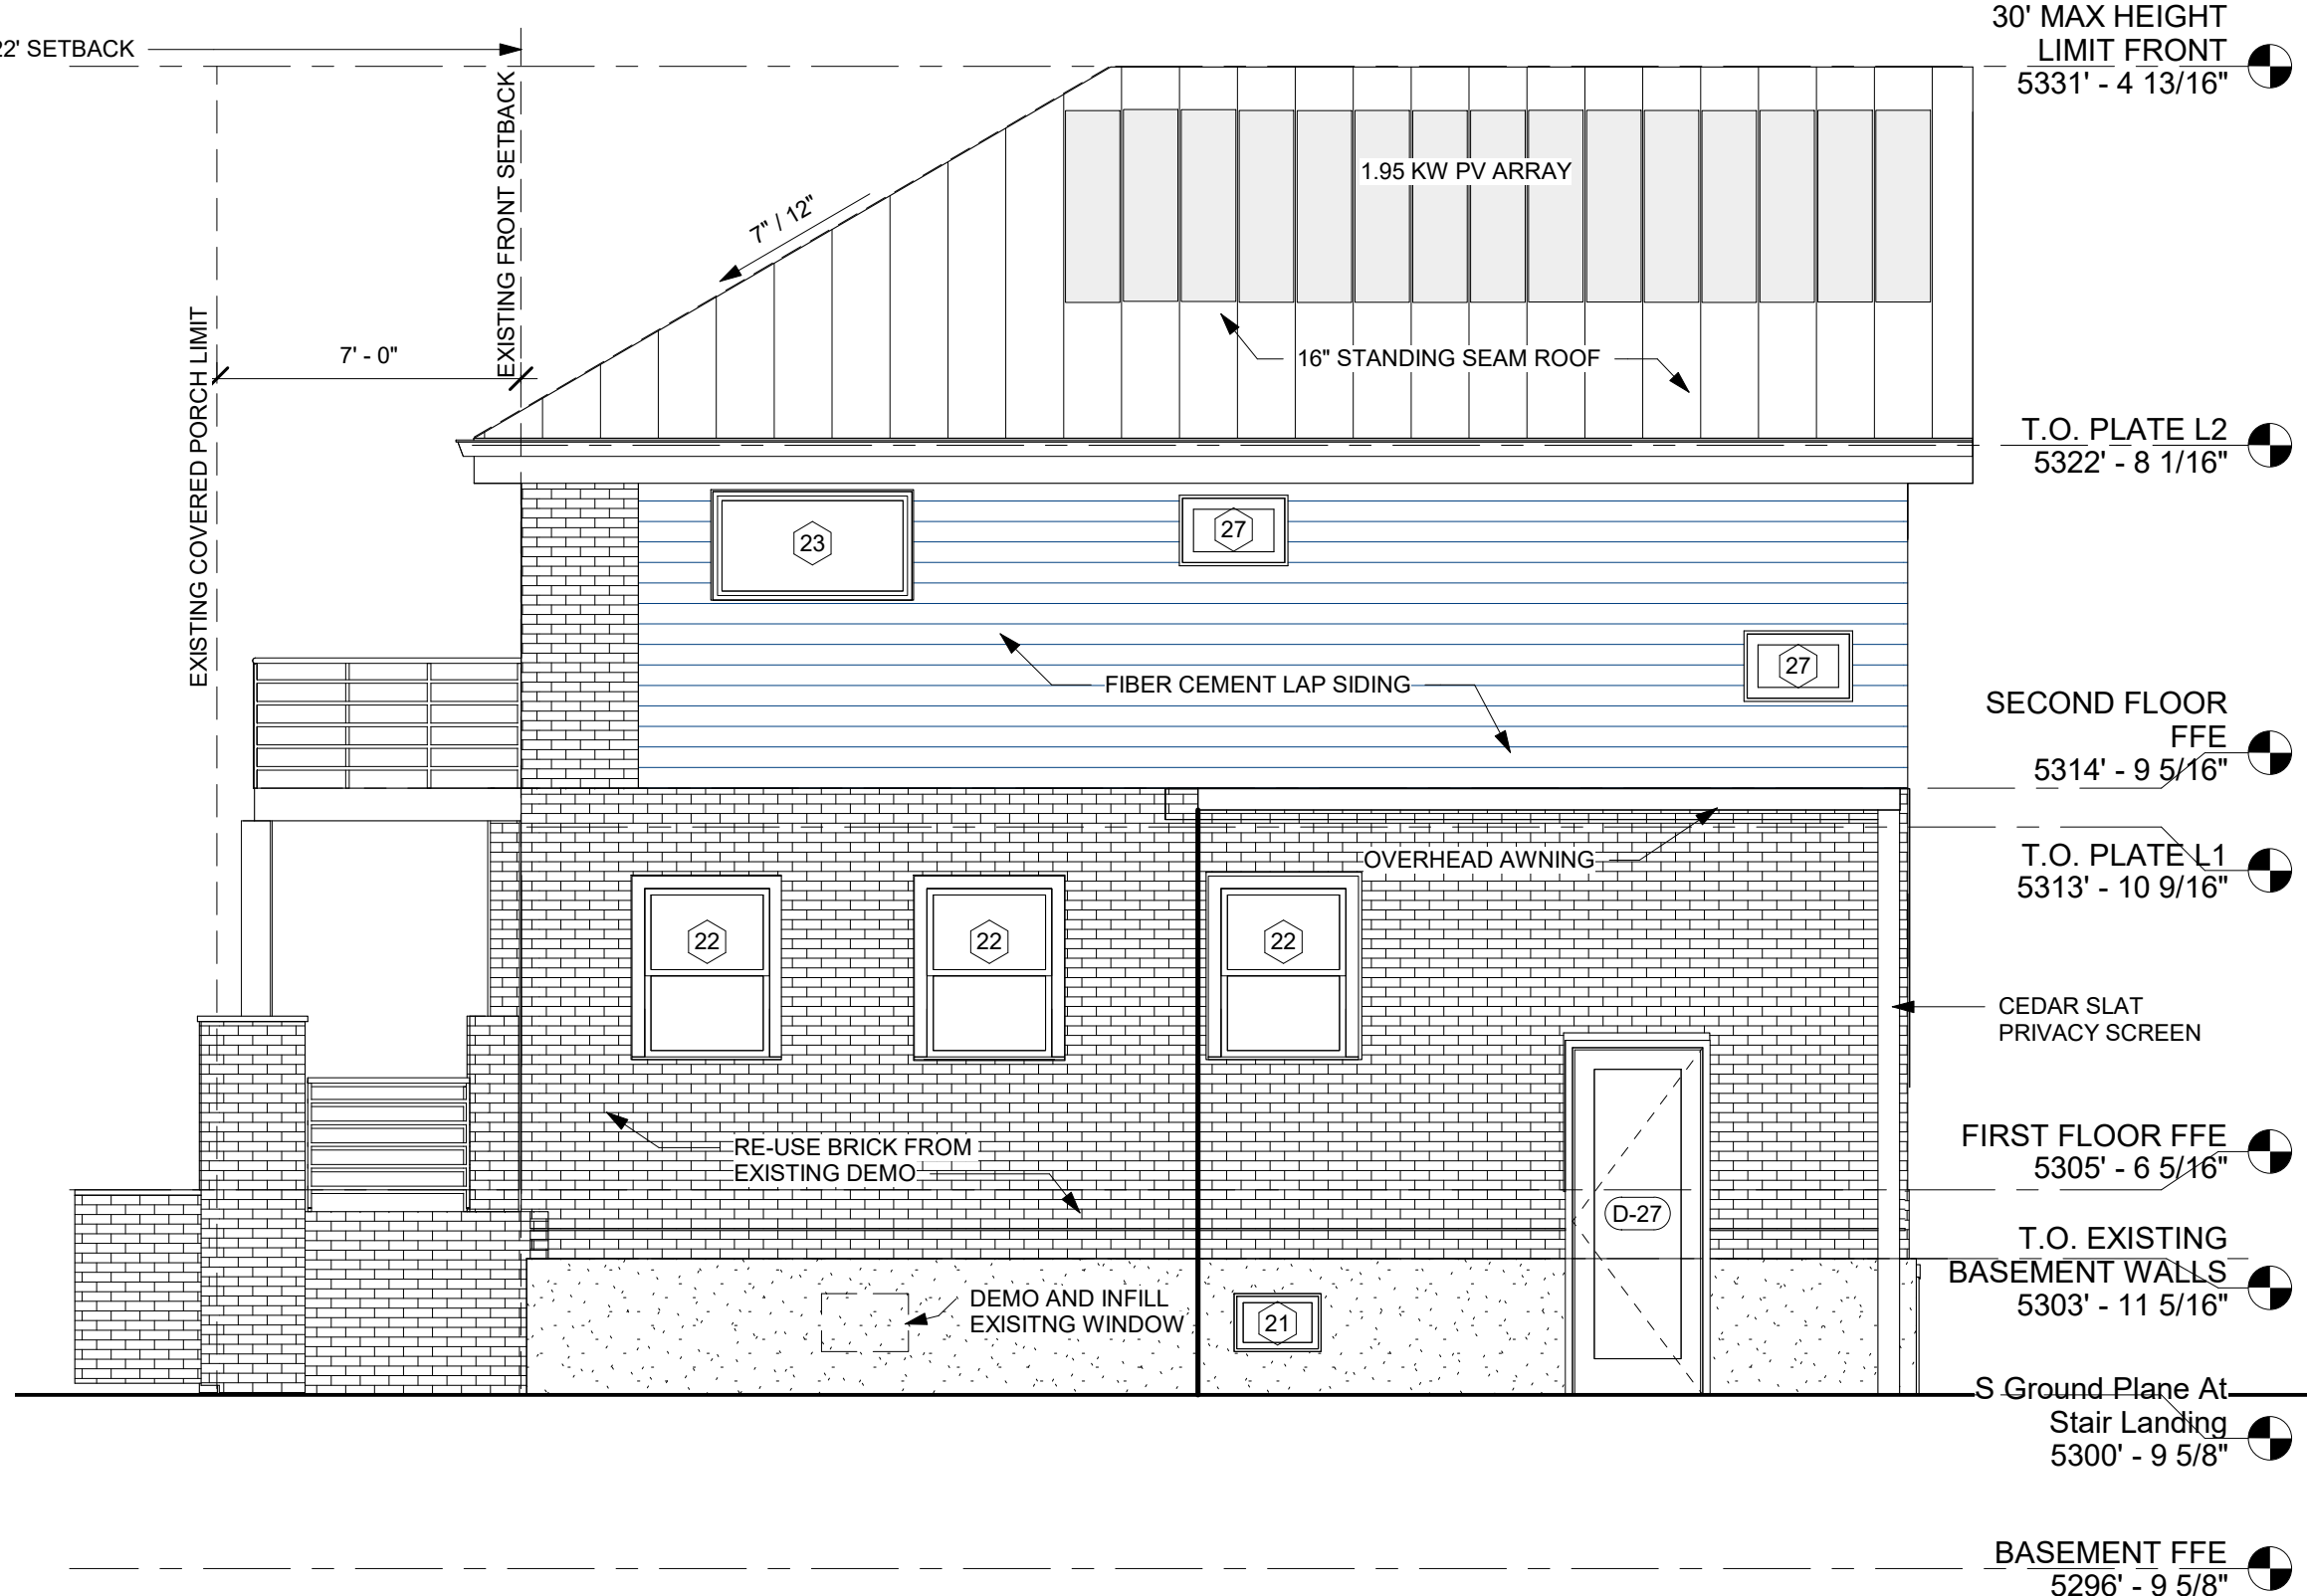 22' SETBACK
30' MAX HEIGHT
LIMIT FRONT
5331' - 4 13/16"
EXISTING FRONT SETBACK
1.95 KW PV ARRAY
7" / 12"
EXISTING COVERED PORCH LIMIT
7' - 0"
16" STANDING SEAM ROOF
T.O. PLATE L2
5322' - 8 1/16"
23
27
27
FIBER CEMENT LAP SIDING
SECOND FLOOR
FFE
5314' - 9 5/16"
OVERHEAD AWNING
T.O. PLATE L1
5313' - 10 9/16"
22
22
22
CEDAR SLAT
PRIVACY SCREEN
RE-USE BRICK FROM
EXISTING DEMO
FIRST FLOOR FFE
5305' - 6 5/16"
D-27
T.O. EXISTING
BASEMENT WALLS
5303' - 11 5/16"
DEMO AND INFILL
EXISITNG WINDOW
21
S Ground Plane At
Stair Landing
5300' - 9 5/8"
BASEMENT FFE
5296' - 9 5/8"